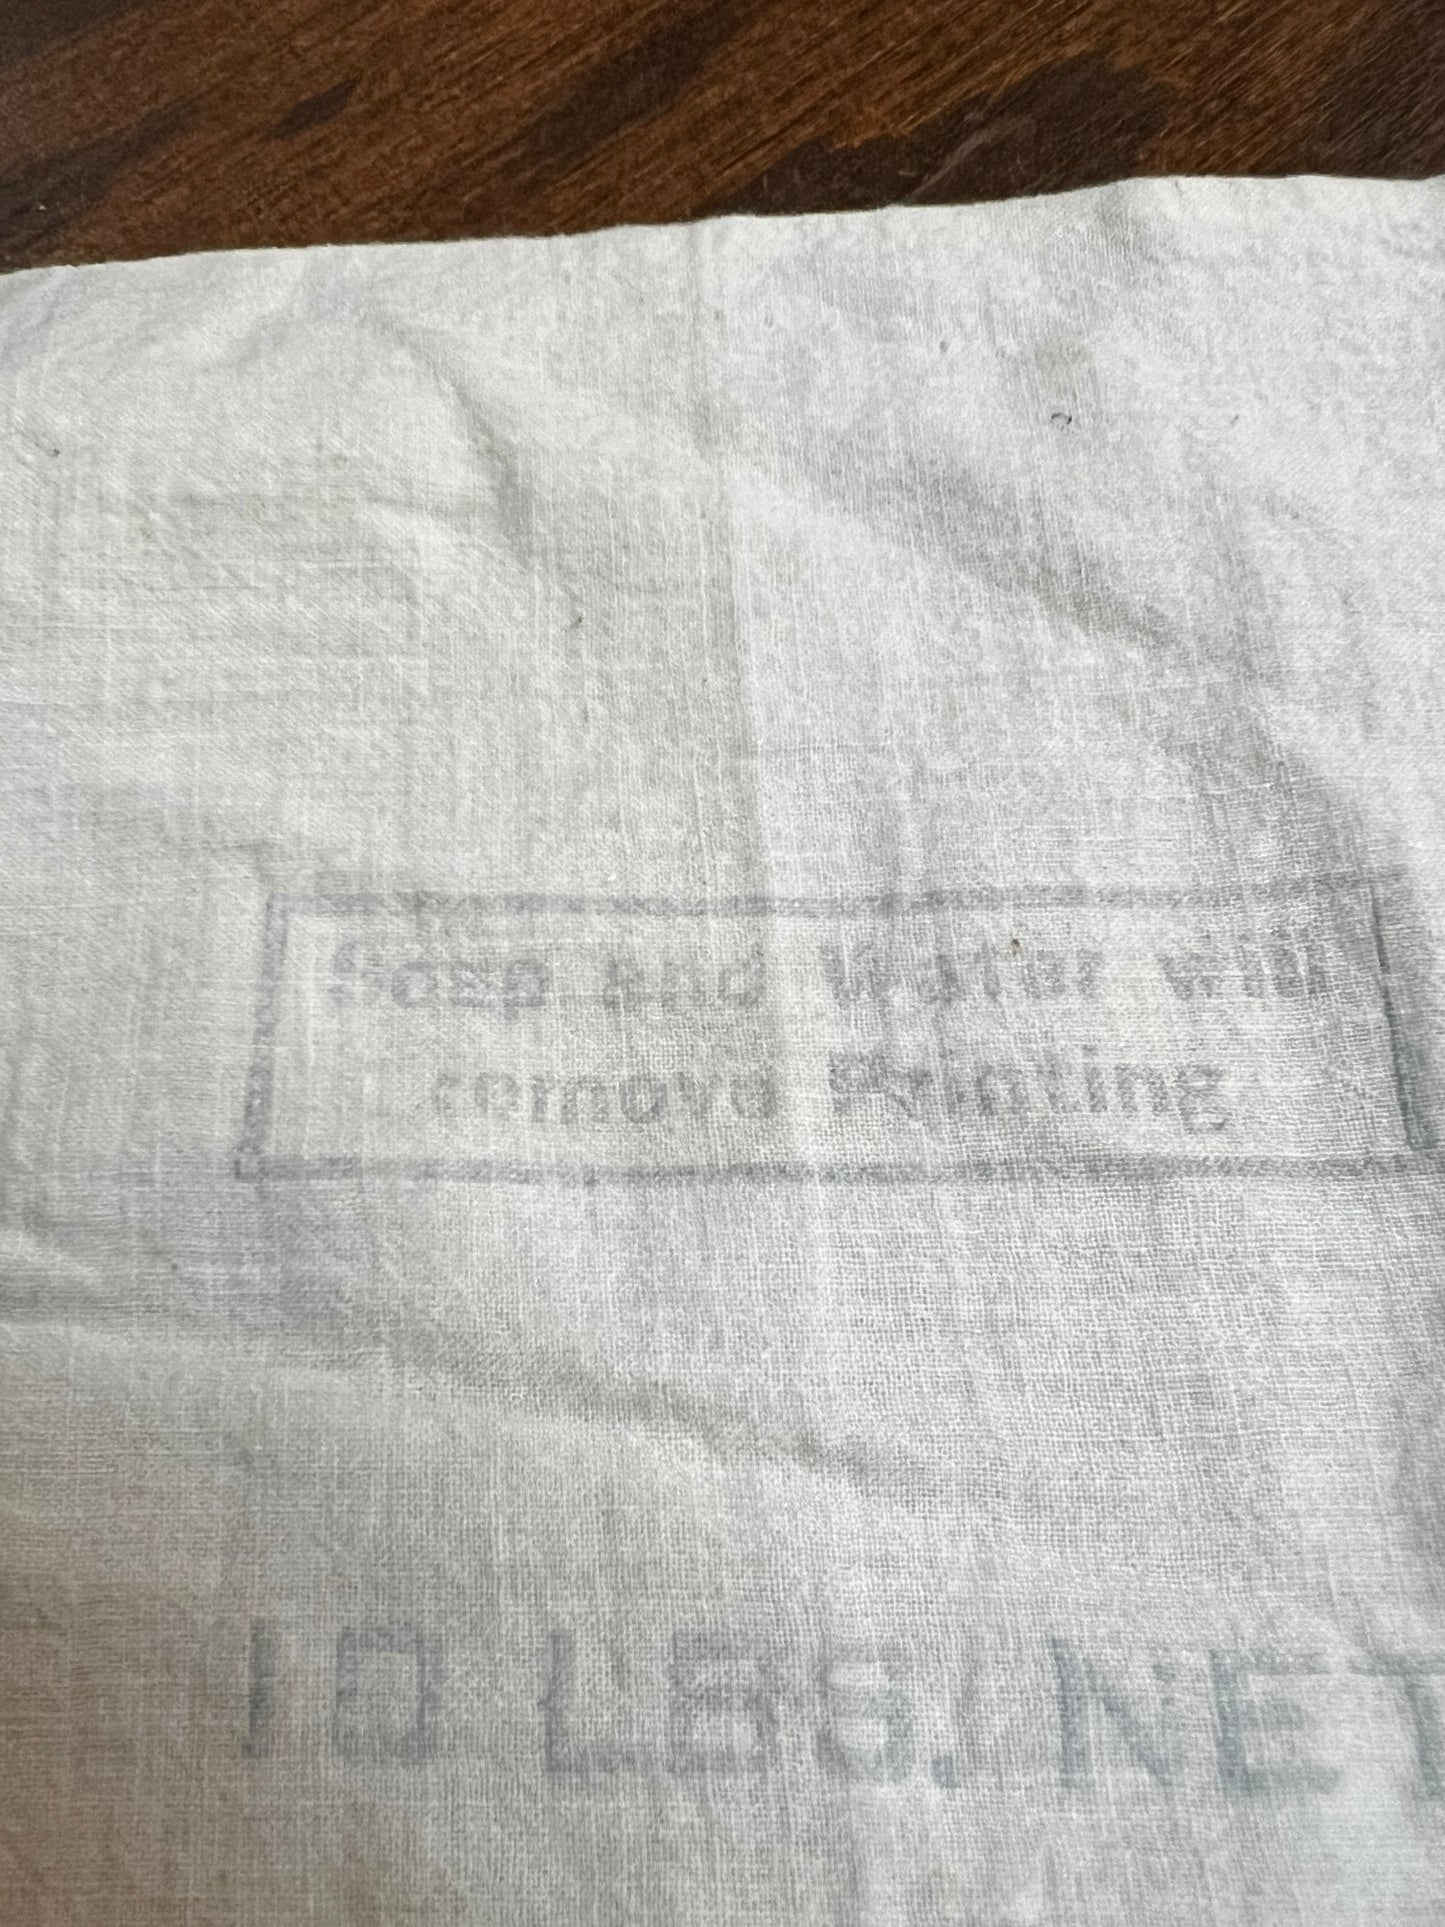 Soap and Water will
remove Printing
10 LBS. NET